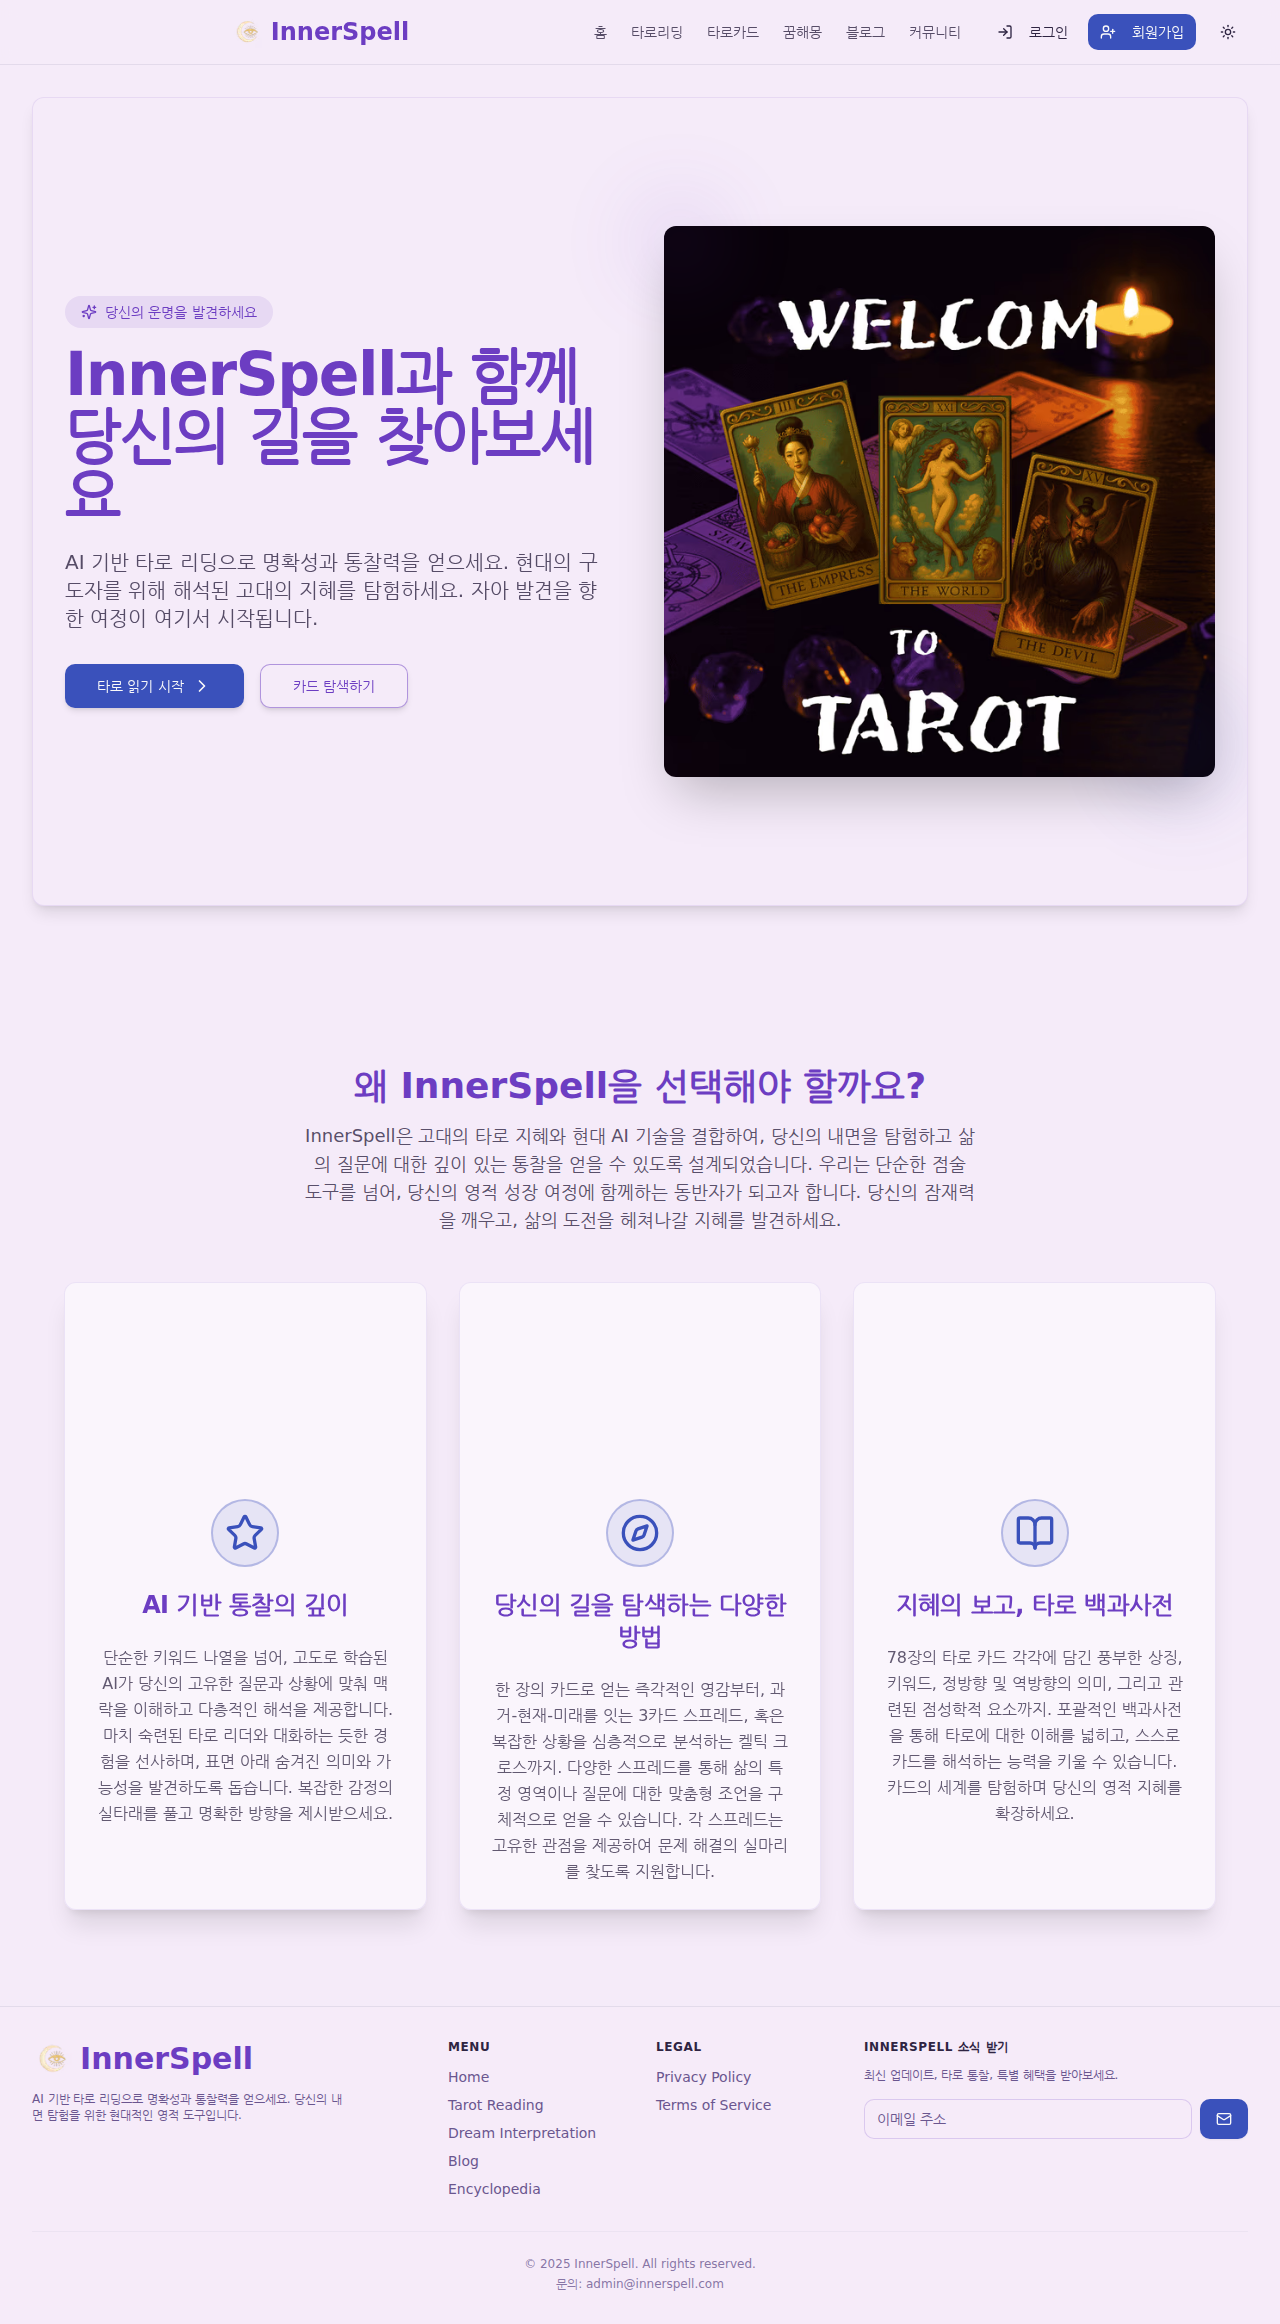 InnerSpell
홈 타로리딩 타로카드 꿈해몽 블로그 커뮤니티 로그인 회원가입
당신의 운명을 발견하세요
InnerSpell과 함께
당신의 길을 찾아보세
요
AI 기반 타로 리딩으로 명확성과 통찰력을 얻으세요. 현대의 구
도자를 위해 해석된 고대의 지혜를 탐험하세요. 자아 발견을 향
한 여정이 여기서 시작됩니다.
타로 읽기 시작
카드 탐색하기
WELCOM
III
XXI
XV
THE EMPRESS
THE WORLD
THE DEVIL
TO
TAROT
왜 InnerSpell을 선택해야 할까요?
InnerSpell은 고대의 타로 지혜와 현대 AI 기술을 결합하여, 당신의 내면을 탐험하고 삶
의 질문에 대한 깊이 있는 통찰을 얻을 수 있도록 설계되었습니다. 우리는 단순한 점술
도구를 넘어, 당신의 영적 성장 여정에 함께하는 동반자가 되고자 합니다. 당신의 잠재력
을 깨우고, 삶의 도전을 헤쳐나갈 지혜를 발견하세요.
AI 기반 통찰의 깊이
단순한 키워드 나열을 넘어, 고도로 학습된
AI가 당신의 고유한 질문과 상황에 맞춰 맥
락을 이해하고 다층적인 해석을 제공합니다.
마치 숙련된 타로 리더와 대화하는 듯한 경
험을 선사하며, 표면 아래 숨겨진 의미와 가
능성을 발견하도록 돕습니다. 복잡한 감정의
실타래를 풀고 명확한 방향을 제시받으세요.
당신의 길을 탐색하는 다양한
방법
한 장의 카드로 얻는 즉각적인 영감부터, 과
거-현재-미래를 잇는 3카드 스프레드, 혹은
복잡한 상황을 심층적으로 분석하는 켈틱 크
로스까지. 다양한 스프레드를 통해 삶의 특
정 영역이나 질문에 대한 맞춤형 조언을 구
체적으로 얻을 수 있습니다. 각 스프레드는
고유한 관점을 제공하여 문제 해결의 실마리
를 찾도록 지원합니다.
지혜의 보고, 타로 백과사전
78장의 타로 카드 각각에 담긴 풍부한 상징,
키워드, 정방향 및 역방향의 의미, 그리고 관
련된 점성학적 요소까지. 포괄적인 백과사전
을 통해 타로에 대한 이해를 넓히고, 스스로
카드를 해석하는 능력을 키울 수 있습니다.
카드의 세계를 탐험하며 당신의 영적 지혜를
확장하세요.
InnerSpell
AI 기반 타로 리딩으로 명확성과 통찰력을 얻으세요. 당신의 내
면 탐험을 위한 현대적인 영적 도구입니다.
MENU
Home
Tarot Reading
Dream Interpretation
Blog
Encyclopedia
LEGAL
Privacy Policy
Terms of Service
INNERSPELL 소식 받기
최신 업데이트, 타로 통찰, 특별 혜택을 받아보세요.
이메일 주소
© 2025 InnerSpell. All rights reserved.
문의: admin@innerspell.com